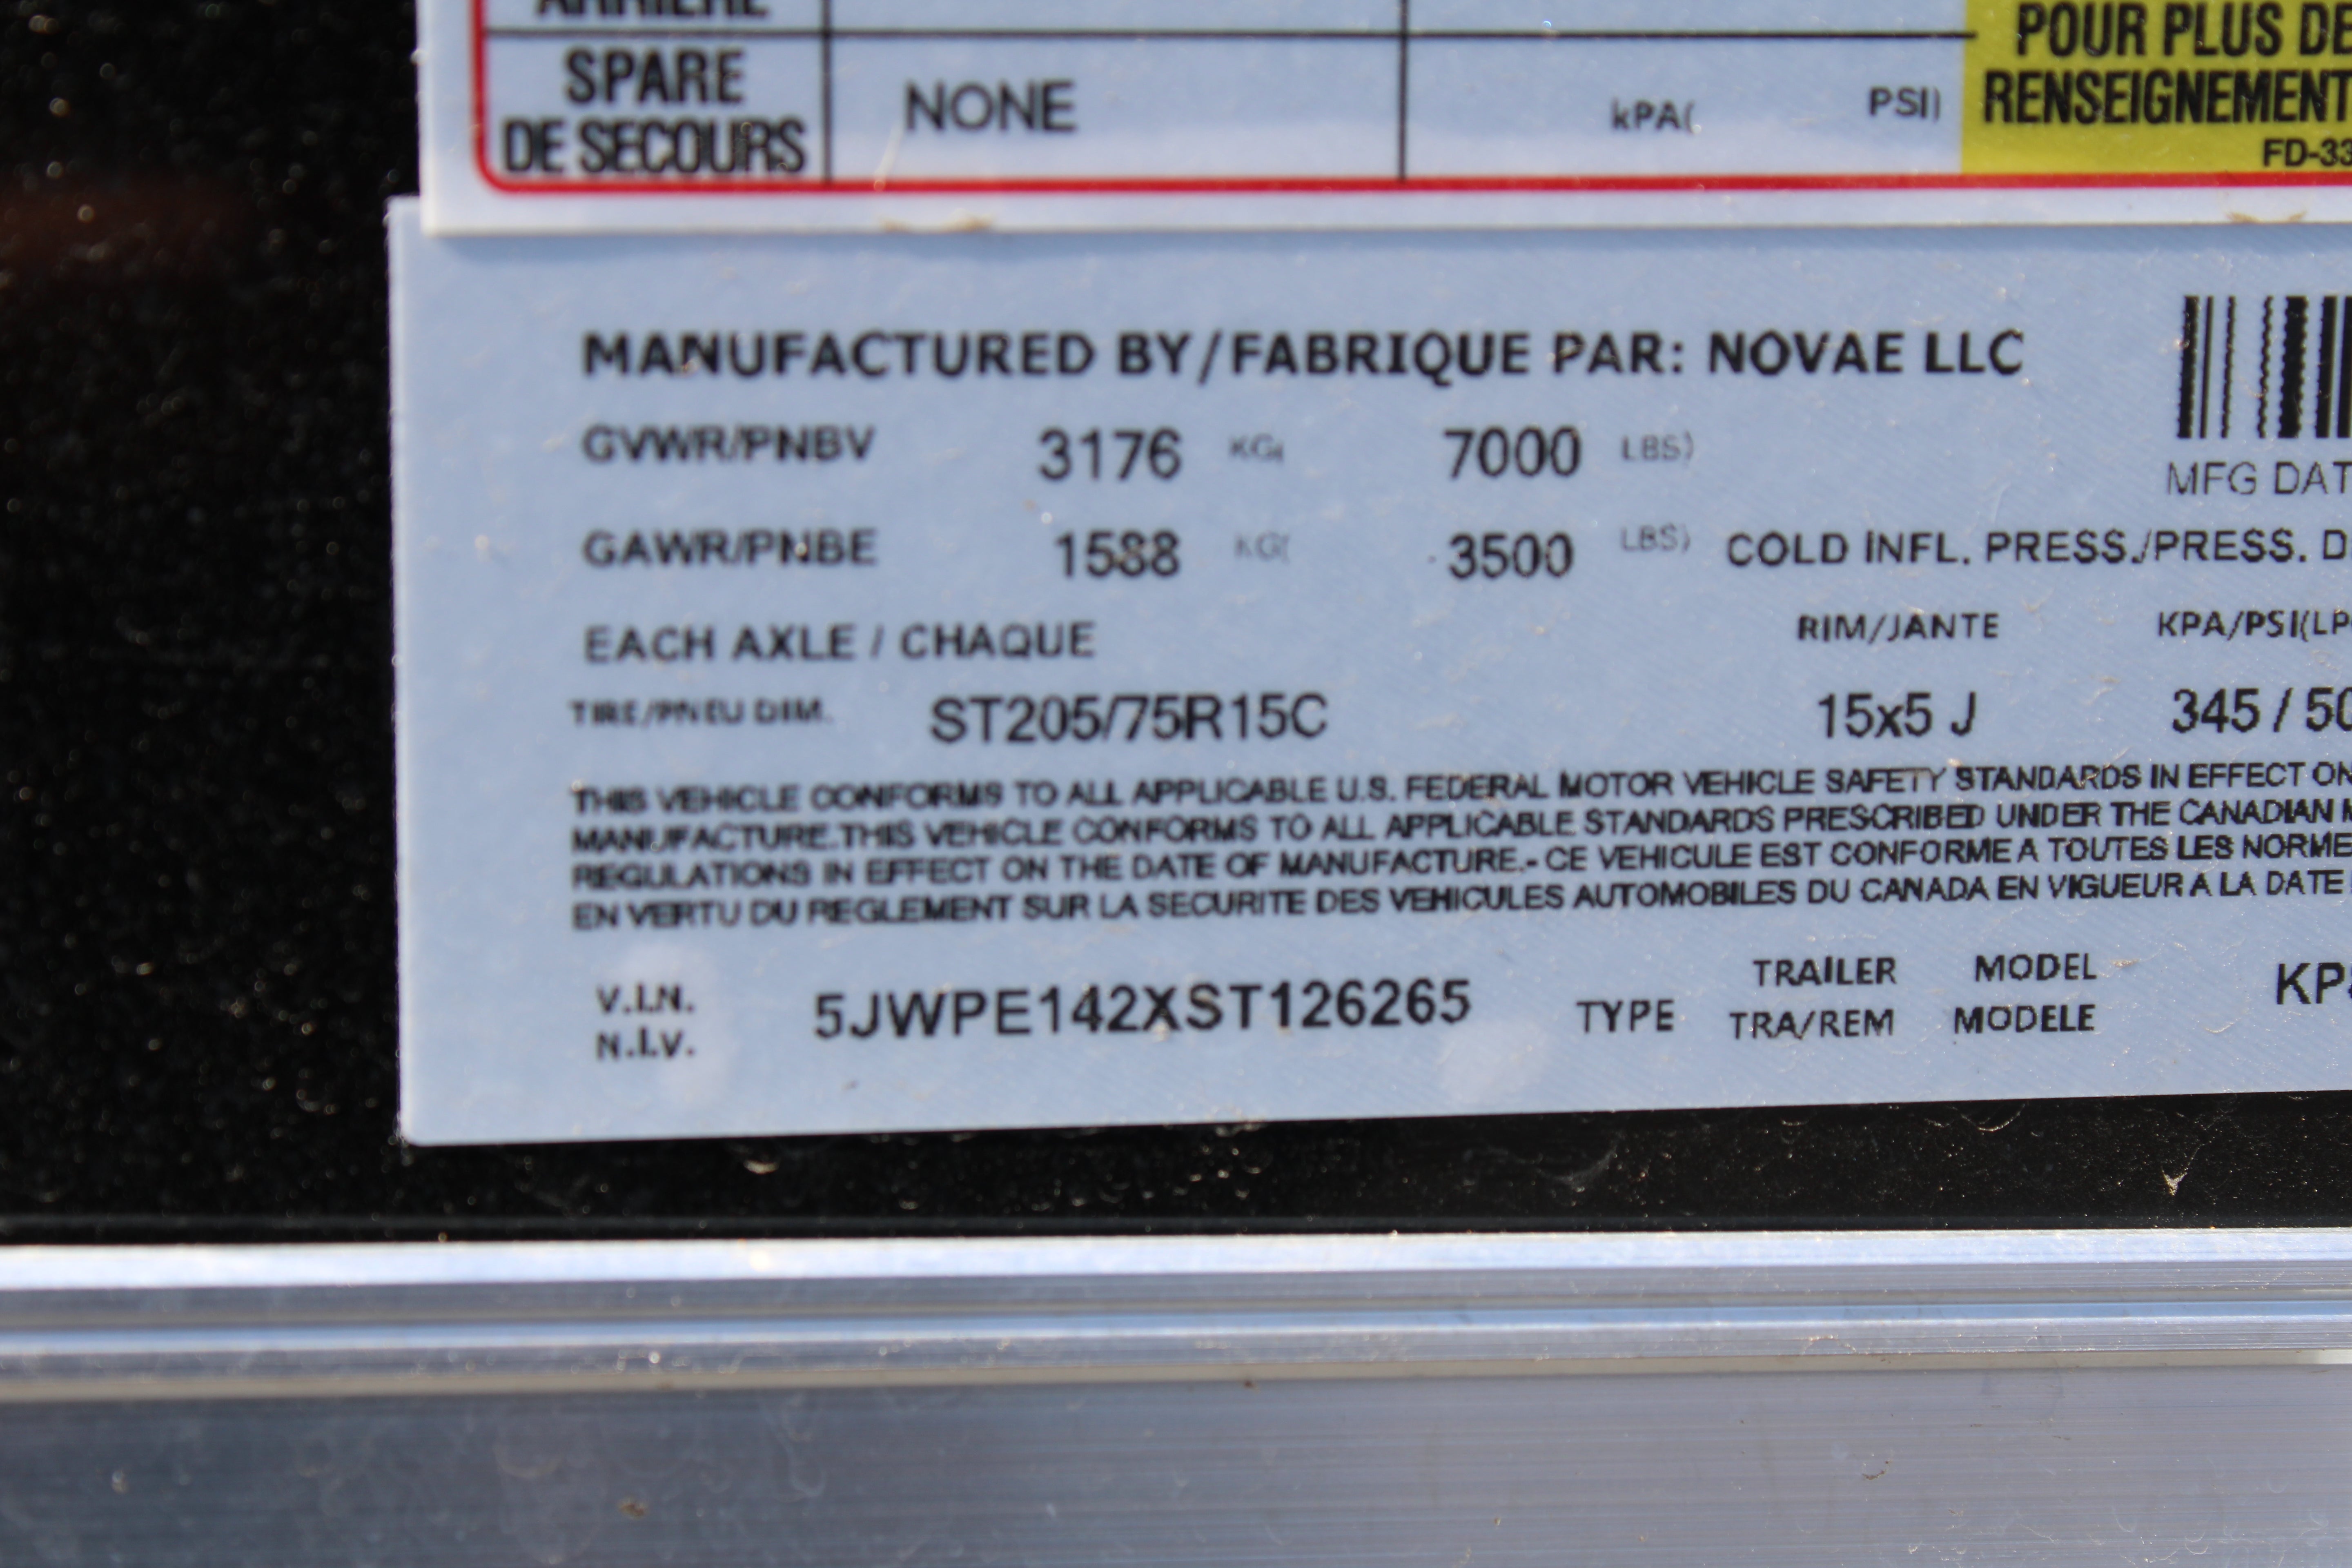 ARRIÈRE
SPARE
DE SECOURS
NONE
kPA(
PSI)
POUR PLUS DE
RENSEIGNEMENT
FD-33
MANUFACTURED BY/FABRIQUE PAR: NOVAE LLC
GVWR/PNBV 3176 KG( 7000 LBS)
MFG DAT
GAWR/PNBE 1588 KG( 3500 LBS) COLD INFL. PRESS./PRESS. D
EACH AXLE / CHAQUE RIM/JANTE KPA/PSI(LP
TIRE/PNEU DIM. ST205/75R15C 15x5 J 345 / 50
THIS VEHICLE CONFORMS TO ALL APPLICABLE U.S. FEDERAL MOTOR VEHICLE SAFETY STANDARDS IN EFFECT ON
MANUFACTURE.THIS VEHICLE CONFORMS TO ALL APPLICABLE STANDARDS PRESCRIBED UNDER THE CANADIAN M
REGULATIONS IN EFFECT ON THE DATE OF MANUFACTURE.- CE VEHICULE EST CONFORME A TOUTES LES NORME
EN VERTU DU REGLEMENT SUR LA SECURITE DES VEHICULES AUTOMOBILES DU CANADA EN VIGUEUR A LA DATE
V.I.N.
N.I.V.
5JWPE142XST126265
TYPE
TRAILER
TRA/REM
MODEL
MODELE
KP